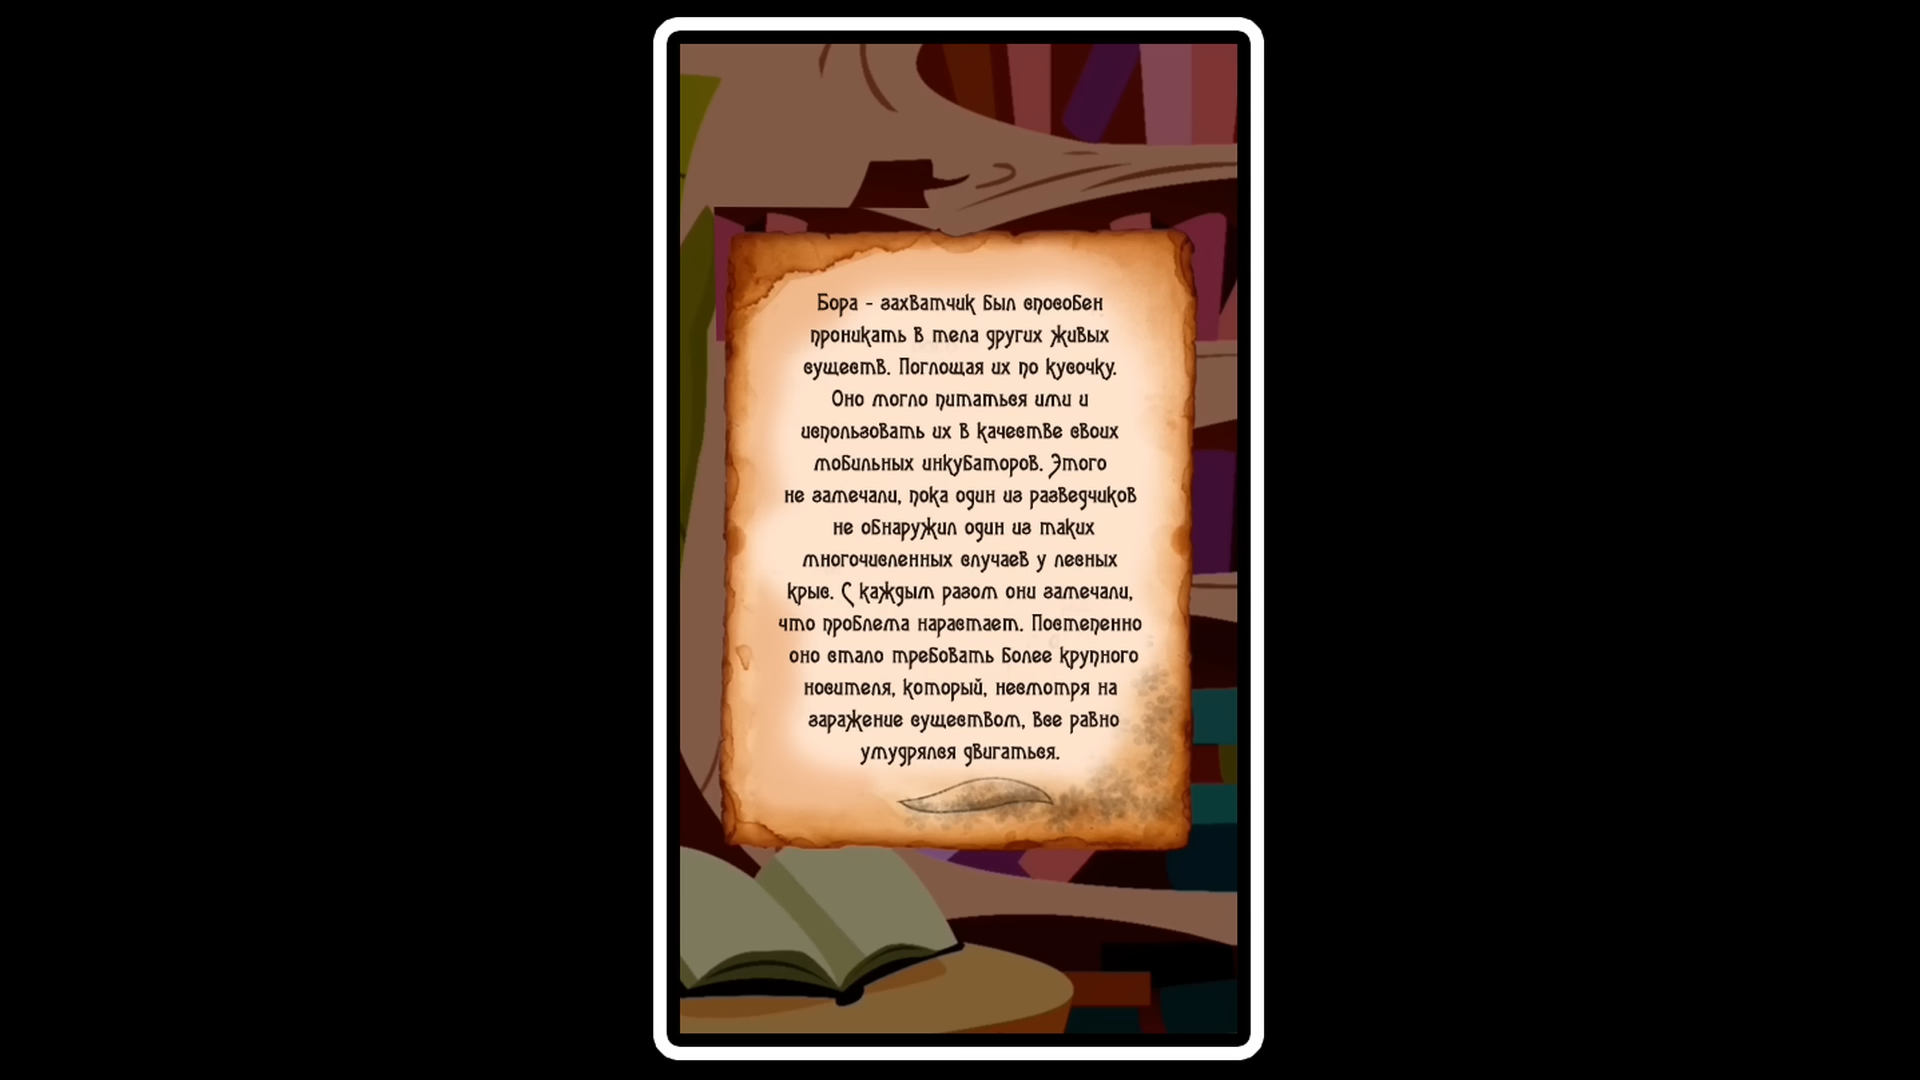 Бора - захватчик был способен
проникать в тела других живых
существ. Поглощая их по кусочку.
Оно могло питаться ими и
использовать их в качестве своих
мобильных инкубаторов. Этого
не замечали, пока один из разведчиков
не обнаружил один из таких
многочисленных случаев у лесных
крыс. С каждым разом они замечали,
что проблема нарастает. Постепенно
оно стало требовать более крупного
носителя, который, несмотря на
заражение существом, все равно
умудрялся двигаться.